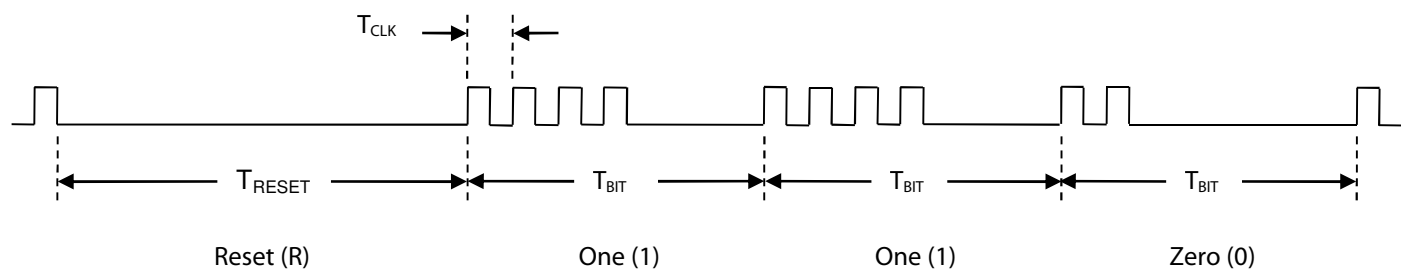 TCLK
TRESET TBIT TBIT TBIT
Reset (R) One (1) One (1) Zero (0)